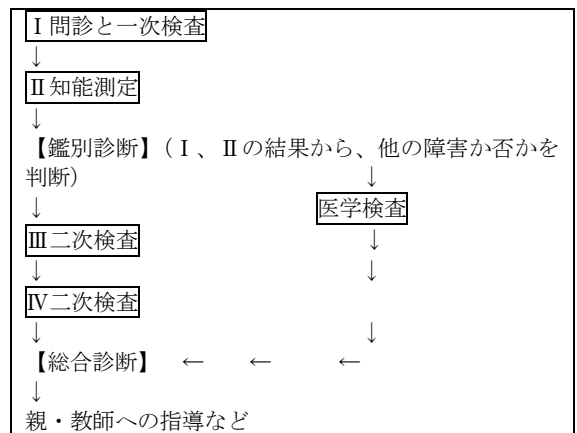 Ⅰ問診と一次検査
↓
Ⅱ知能測定
↓
【鑑別診断】（Ⅰ、Ⅱの結果から、他の障害か否かを
判断） ↓
↓ 医学検査
Ⅲ二次検査 ↓
↓ ↓
Ⅳ二次検査
↓ ↓
【総合診断】 ← ← ←
↓
親・教師への指導など